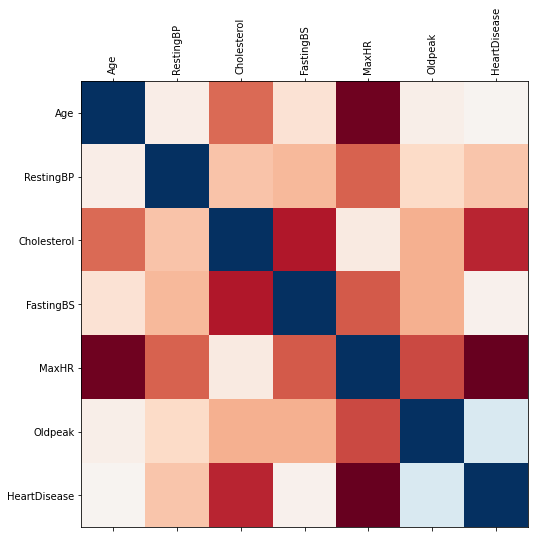 Age
RestingBP
Cholesterol
FastingBS
MaxHR
Oldpeak
HeartDisease
Age
RestingBP
Cholesterol
FastingBS
MaxHR
Oldpeak
HeartDisease